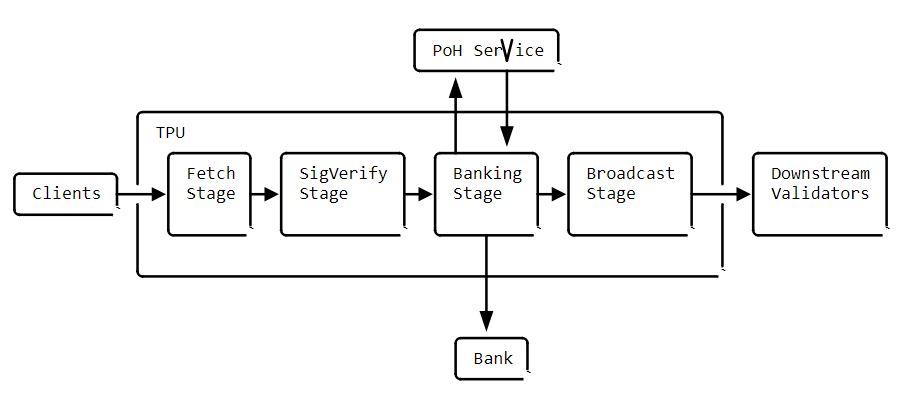 PoH Service
TPU
Clients
Fetch
Stage
SigVerify
Stage
Banking
Stage
Broadcast
Stage
Downstream
Validators
Bank